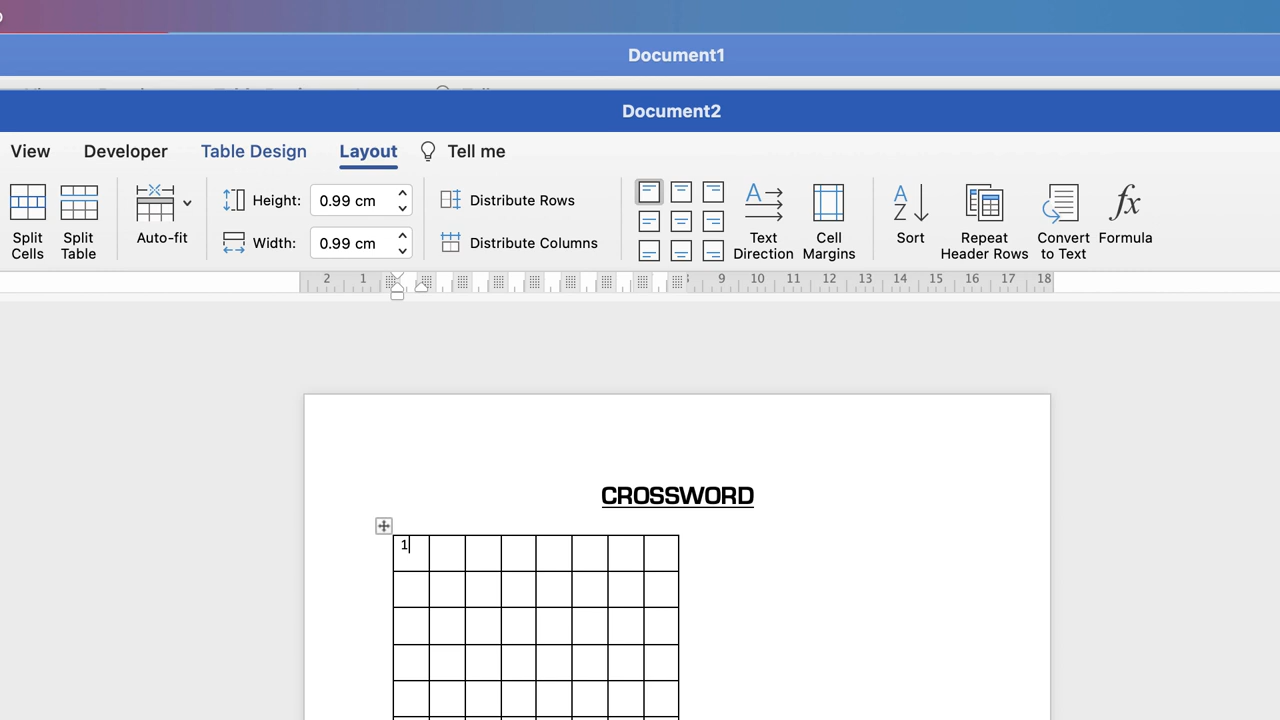 Document1
Document2
View Developer Table Design Layout Tell me
Split Cells
Split Table
Auto-fit
Height: 0.99 cm
Width: 0.99 cm
Distribute Rows
Distribute Columns
A
Text Direction
Cell Margins
A Z
Sort
Repeat Header Rows
Convert to Text
fx
Formula
2 1 9 10 11 12 13 14 15 16 17 18
CROSSWORD
1